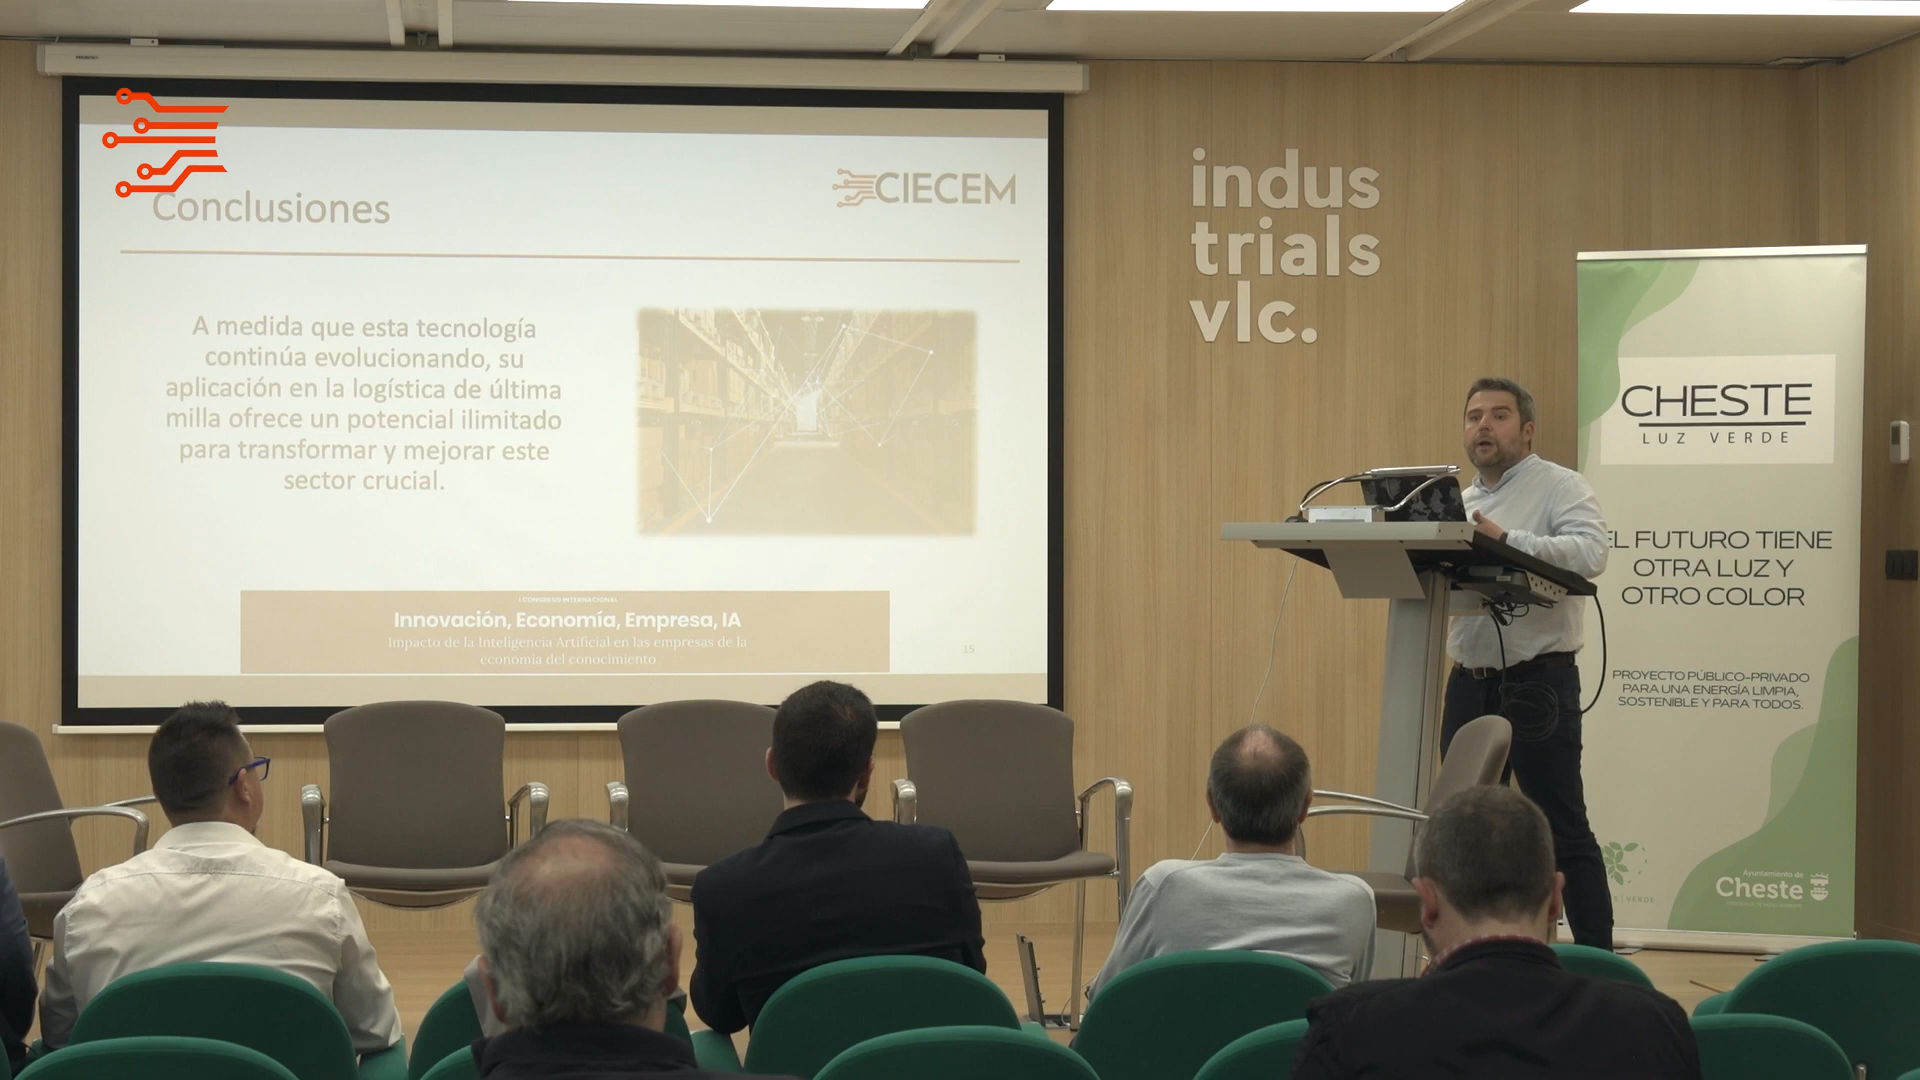 Conclusiones
CIECEM
A medida que esta tecnología
continúa evolucionando, su
aplicación en la logística de última
milla ofrece un potencial ilimitado
para transformar y mejorar este
sector crucial.
I CONGRESO INTERNACIONAL
Innovación, Economía, Empresa, IA
Impacto de la Inteligencia Artificial en las empresas de la
economía del conocimiento
15
indus
trials
vlc.
CHESTE
LUZ VERDE
EL FUTURO TIENE
OTRA LUZ Y
OTRO COLOR
PROYECTO PÚBLICO-PRIVADO
PARA UNA ENERGÍA LIMPIA,
SOSTENIBLE Y PARA TODOS.
Ayuntamiento de
Cheste
VERDE